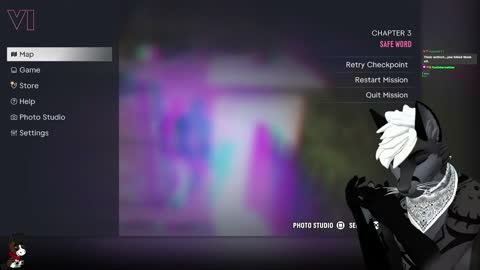 VI
Map
Game
Store
Help
Photo Studio
Settings
CHAPTER 3
SAFE WORD
Retry Checkpoint
Restart Mission
Quit Mission
PHOTO STUDIO